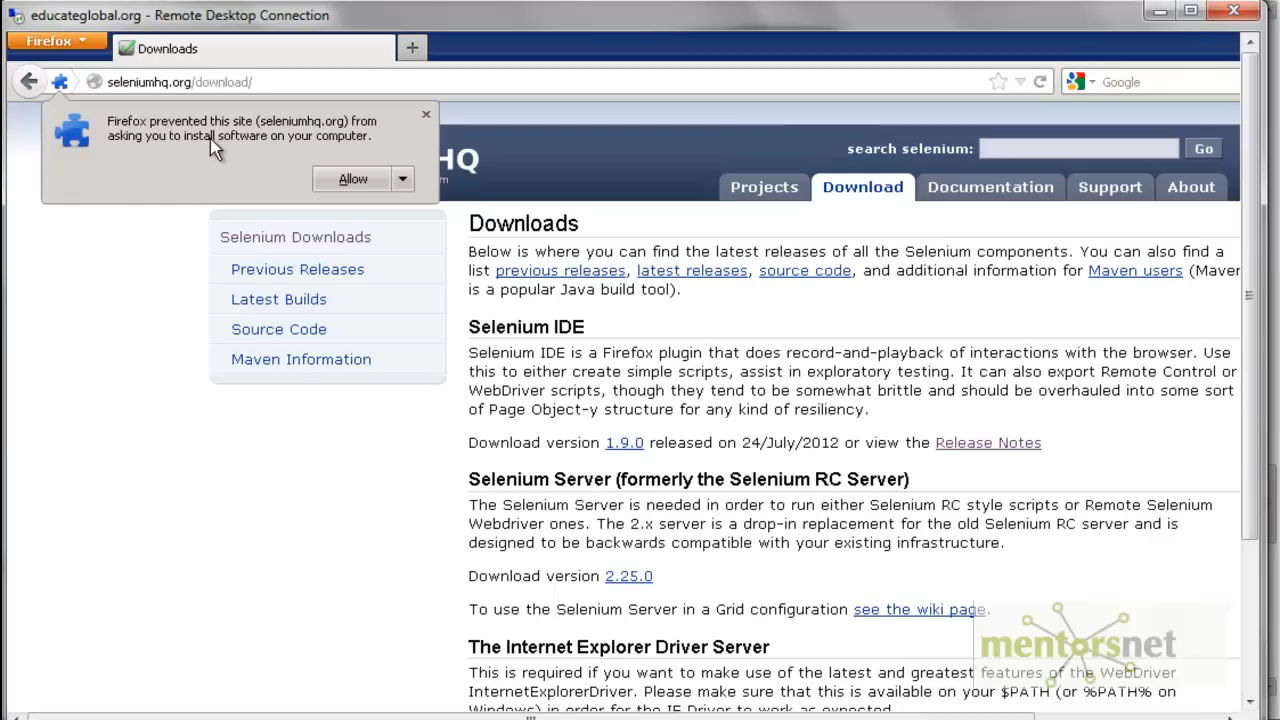 educateglobal.org - Remote Desktop Connection
Firefox
Downloads
seleniumhq.org/download/
Google
Firefox prevented this site (seleniumhq.org) from
asking you to install software on your computer.
Allow
HQ
search selenium:
Go
Projects
Download
Documentation
Support
About
Selenium Downloads
Previous Releases
Latest Builds
Source Code
Maven Information
Downloads
Below is where you can find the latest releases of all the Selenium components. You can also find a
list previous releases, latest releases, source code, and additional information for Maven users (Maven
is a popular Java build tool).
Selenium IDE
Selenium IDE is a Firefox plugin that does record-and-playback of interactions with the browser. Use
this to either create simple scripts, assist in exploratory testing. It can also export Remote Control or
WebDriver scripts, though they tend to be somewhat brittle and should be overhauled into some sort
of Page Object-y structure for any kind of resiliency.
Download version 1.9.0 released on 24/July/2012 or view the Release Notes
Selenium Server (formerly the Selenium RC Server)
The Selenium Server is needed in order to run either Selenium RC style scripts or Remote Selenium
Webdriver ones. The 2.x server is a drop-in replacement for the old Selenium RC server and is
designed to be backwards compatible with your existing infrastructure.
Download version 2.25.0
To use the Selenium Server in a Grid configuration see the wiki page.
mentorsnet
The Internet Explorer Driver Server
This is required if you want to make use of the latest and greatest features of the WebDriver
InternetExplorerDriver. Please make sure that this is available on your $PATH (or %PATH% on
Windows) in order for the IE Driver to work as expected.